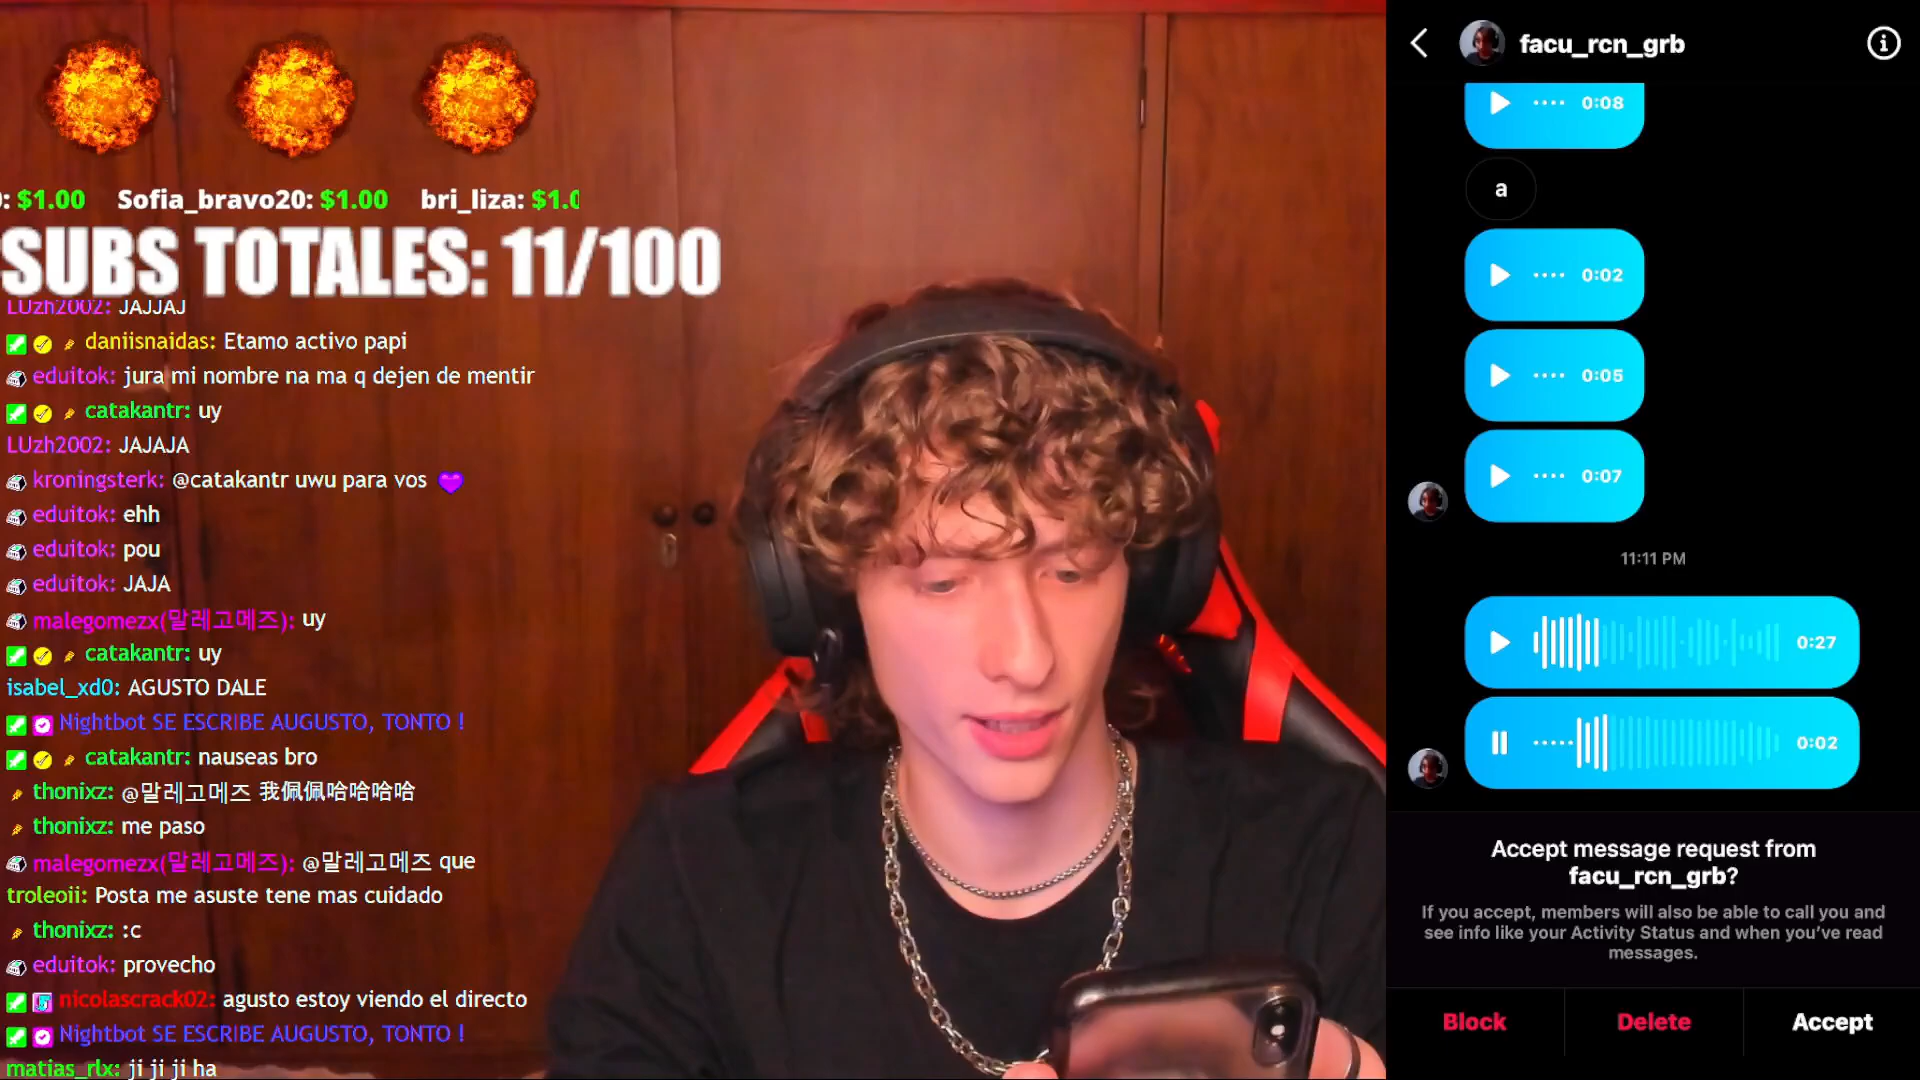 : $1.00 Sofia_bravo20: $1.00 bri_liza: $1.0
SUBS TOTALES: 11/100
LUzh2002: JAJJAJ
daniisnaidas: Etamo activo papi
eduitok: jura mi nombre na ma q dejen de mentir
catakantr: uy
LUzh2002: JAJAJA
kroningsterk: @catakantr uwu para vos 💜
eduitok: ehh
eduitok: pou
eduitok: JAJA
malegomezx(말레고메즈): uy
catakantr: uy
isabel_xd0: AGUSTO DALE
Nightbot SE ESCRIBE AUGUSTO, TONTO !
catakantr: nauseas bro
thonixz: @말레고메즈 我佩佩哈哈哈哈
thonixz: me paso
malegomezx(말레고메즈): @말레고메즈 que
troleoii: Posta me asuste tene mas cuidado
thonixz: :c
eduitok: provecho
nicolascrack02: agusto estoy viendo el directo
Nightbot SE ESCRIBE AUGUSTO, TONTO !
matias_rlx: ji ji ji ha
facu_rcn_grb
0:08
a
0:02
0:05
0:07
11:11 PM
0:27
0:02
Accept message request from
facu_rcn_grb?
If you accept, members will also be able to call you and
see info like your Activity Status and when you've read
messages.
Block Delete Accept